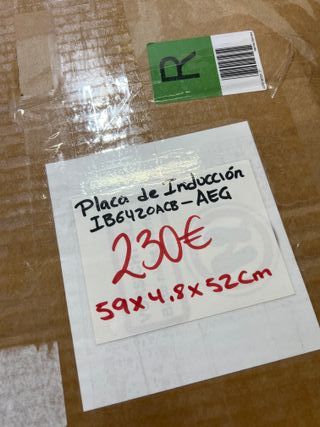 R
Placa de Inducción
IB6420ACB-AEG
230€
59x4.8x52cm